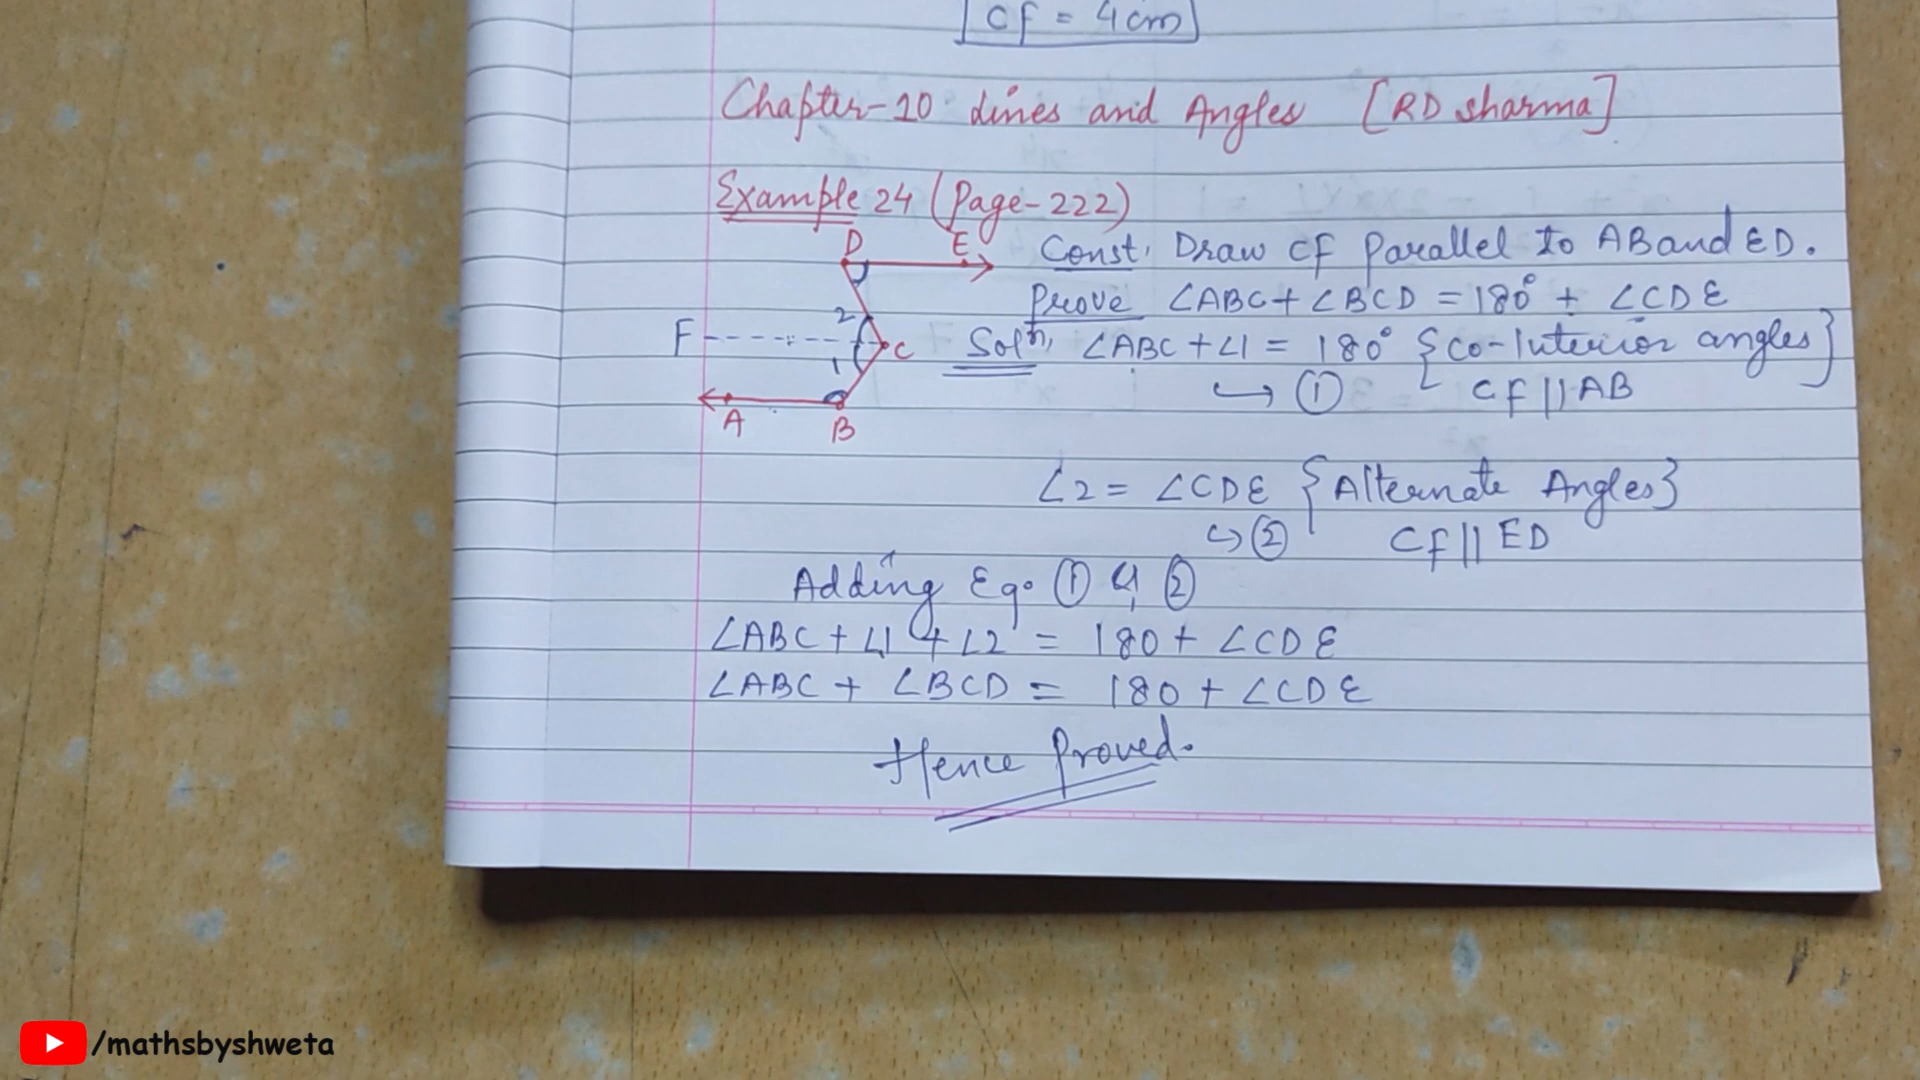 CF = 4cm
Chapter-10 Lines and Angles [RD Sharma]
Example 24 (Page-222)
D E
Const. Draw CF parallel to AB and ED.
Prove ∠ABC + ∠BCD = 180° + ∠CDE
2
F C
1
A B
Solⁿ, ∠ABC + ∠1 = 180° {Co-Interior angles}
↪ ① CF || AB
∠2 = ∠CDE {Alternate Angles}
↪ ② CF || ED
Adding Eq. ① & ②
∠ABC + ∠1 + ∠2 = 180 + ∠CDE
∠ABC + ∠BCD = 180 + ∠CDE
Hence Proved.
/mathsbyshweta